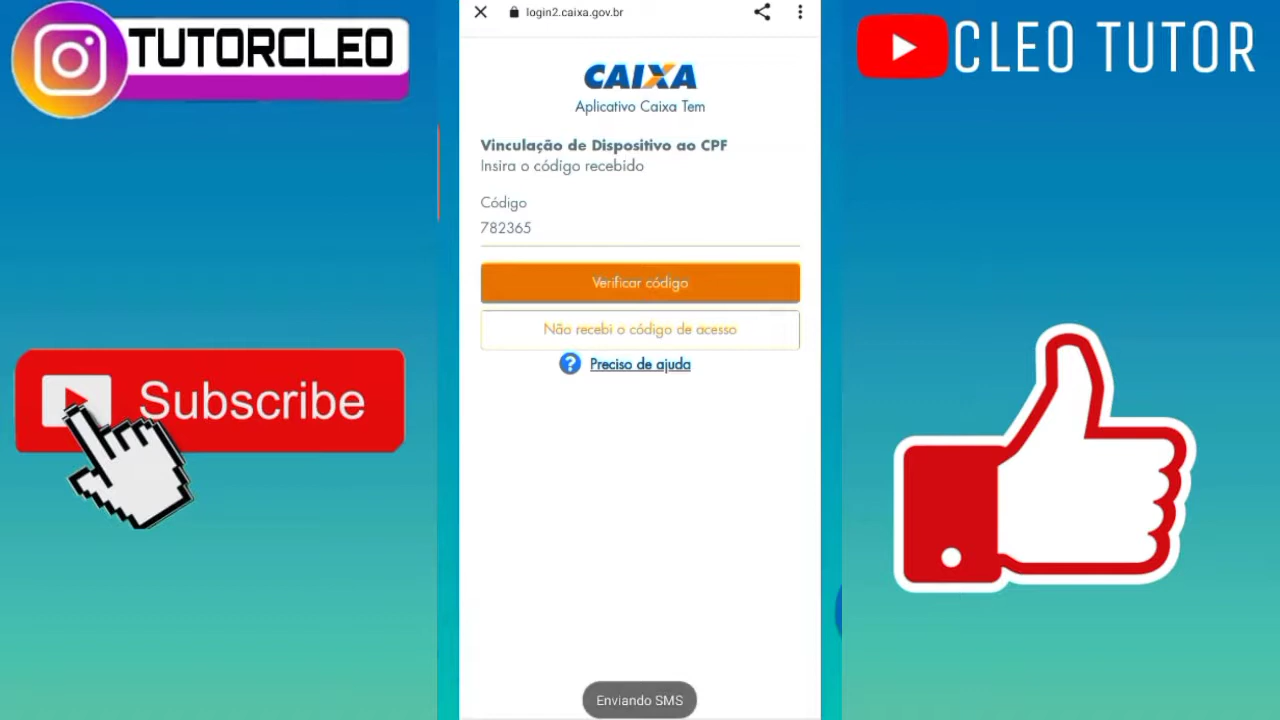 TUTORCLEO
login2.caixa.gov.br
CLEO TUTOR
CAIXA
Aplicativo Caixa Tem
Vinculação de Dispositivo ao CPF
Insira o código recebido
Código
782365
Verificar código
Não recebi o código de acesso
? Preciso de ajuda
Subscribe
Enviando SMS